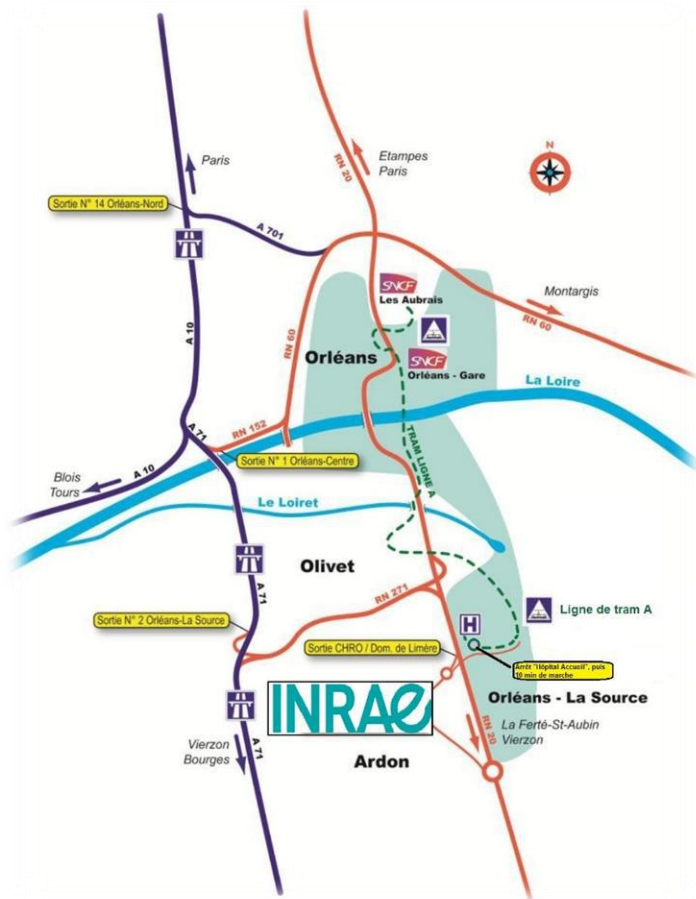 N
Paris
Etampes
Paris
RN 20
Sortie N° 14 Orléans-Nord
A 701
SNCF
Les Aubrais
Montargis
RN 60
A 10
RN 60
Orléans
SNCF
Orléans - Gare
La Loire
A 71
RN 152
TRAM LIGNE A
Sortie N° 1 Orléans-Centre
A 10
Blois
Tours
Le Loiret
Olivet
A 71
RN 271
Ligne de tram A
Sortie N° 2 Orléans-La Source
H
Sortie CHRO / Dom. de Limère
Arrêt "Hôpital Accueil", puis
10 min de marche
INRAE
Orléans - La Source
RN 20
La Ferté-St-Aubin
Vierzon
Vierzon
Bourges
A 71
Ardon